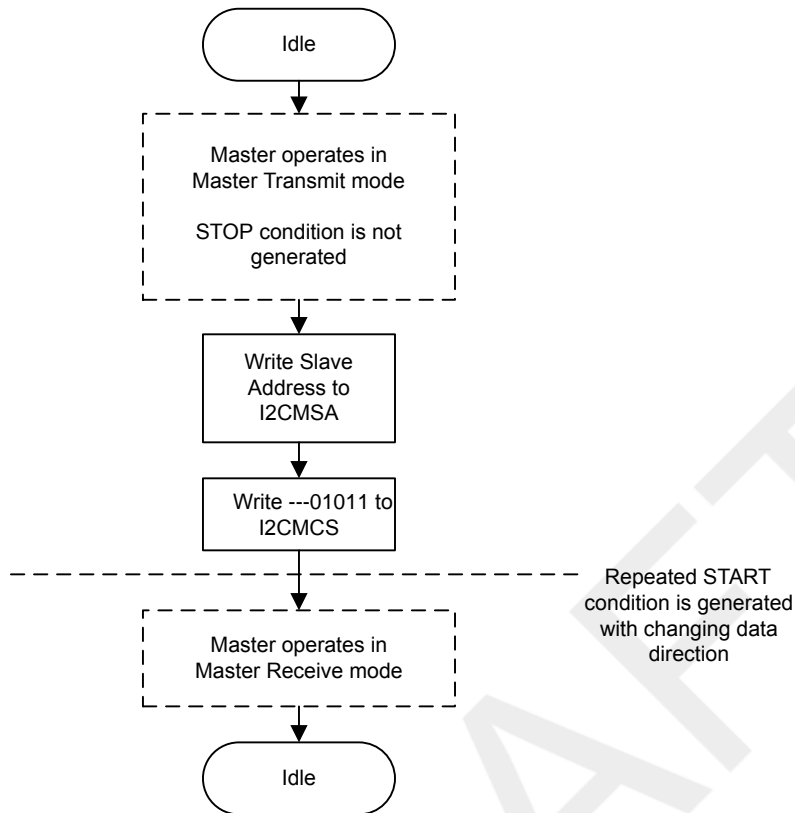 Idle
Master operates in
Master Transmit mode
STOP condition is not
generated
Write Slave
Address to
I2CMSA
Write ---01011 to
I2CMCS
Repeated START
condition is generated
with changing data
direction
Master operates in
Master Receive mode
Idle